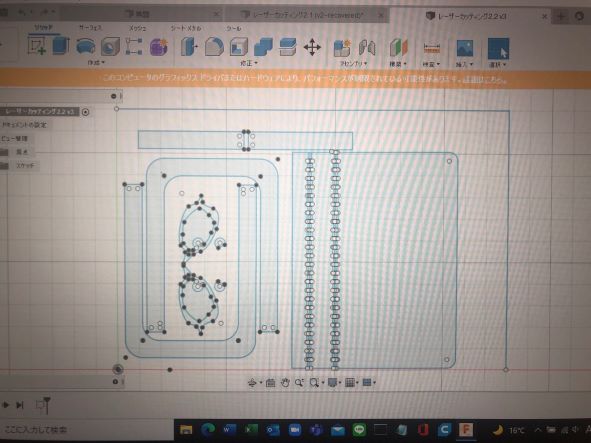 無題
レーザーカッティング2.1 (v2~recovered)*
レーザーカッティング2.2 v3
ソリッド サーフェス メッシュ シート メタル ツール
作成 修正 アセンブリ 構築 検査 挿入 選択
このコンピュータのグラフィックス ドライバまたはハードウェアにより、パフォーマンスが制限されている可能性があります。詳細はこちら。
レーザーカッティング2.2 v3
ドキュメントの設定
ビュー管理
原点
スケッチ
ここに入力して検索
16℃